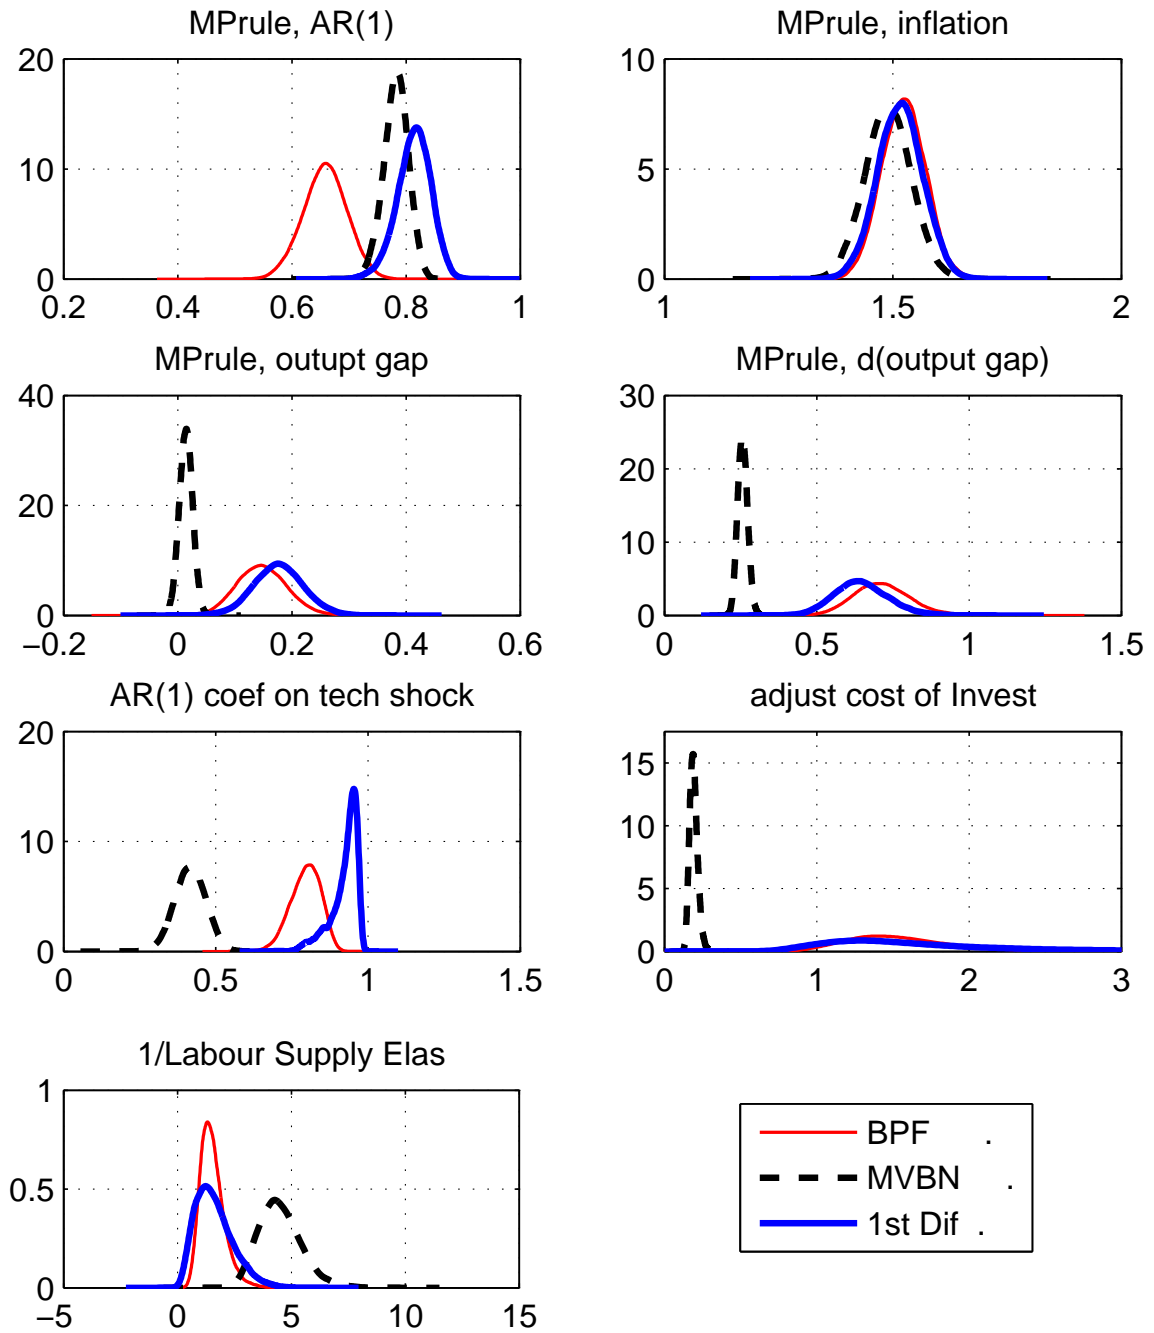 MPrule, AR(1)
20
10
0
0.2 0.4 0.6 0.8 1
MPrule, inflation
10
5
0
1 1.5 2
MPrule, outupt gap
40
20
0
−0.2 0 0.2 0.4 0.6
MPrule, d(output gap)
30
20
10
0
0 0.5 1 1.5
AR(1) coef on tech shock
20
10
0
0 0.5 1 1.5
adjust cost of Invest
15
10
5
0
0 1 2 3
1/Labour Supply Elas
1
0.5
0
−5 0 5 10 15
BPF .
MVBN .
1st Dif .